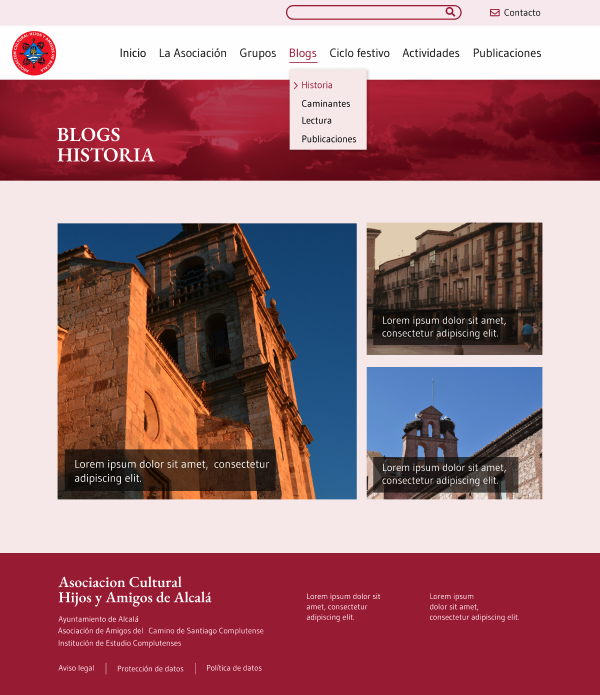 Contacto
Inicio La Asociación Grupos Blogs Ciclo festivo Actividades Publicaciones
Historia
Caminantes
Lectura
Publicaciones
BLOGS
HISTORIA
Lorem ipsum dolor sit amet, consectetur
adipiscing elit.
Lorem ipsum dolor sit amet,
consectetur adipiscing elit.
Lorem ipsum dolor sit amet,
consectetur adipiscing elit.
Asociacion Cultural
Hijos y Amigos de Alcalá
Ayuntamiento de Alcalá
Asociación de Amigos del Camino de Santiago Complutense
Institución de Estudio Complutenses
Aviso legal
Protección de datos
Política de datos
Lorem ipsum dolor sit
amet, consectetur
adipiscing elit.
Lorem ipsum
dolor sit amet,
consectetur adipiscing elit.